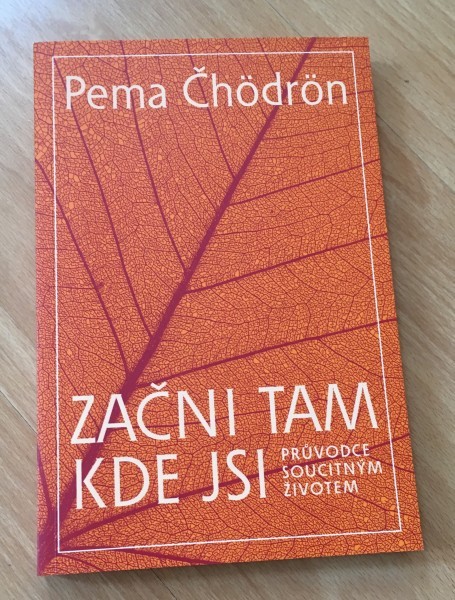 Pema Čhödrön
ZAČNI TAM
KDE JSI
PRŮVODCE
SOUCITNÝM
ŽIVOTEM